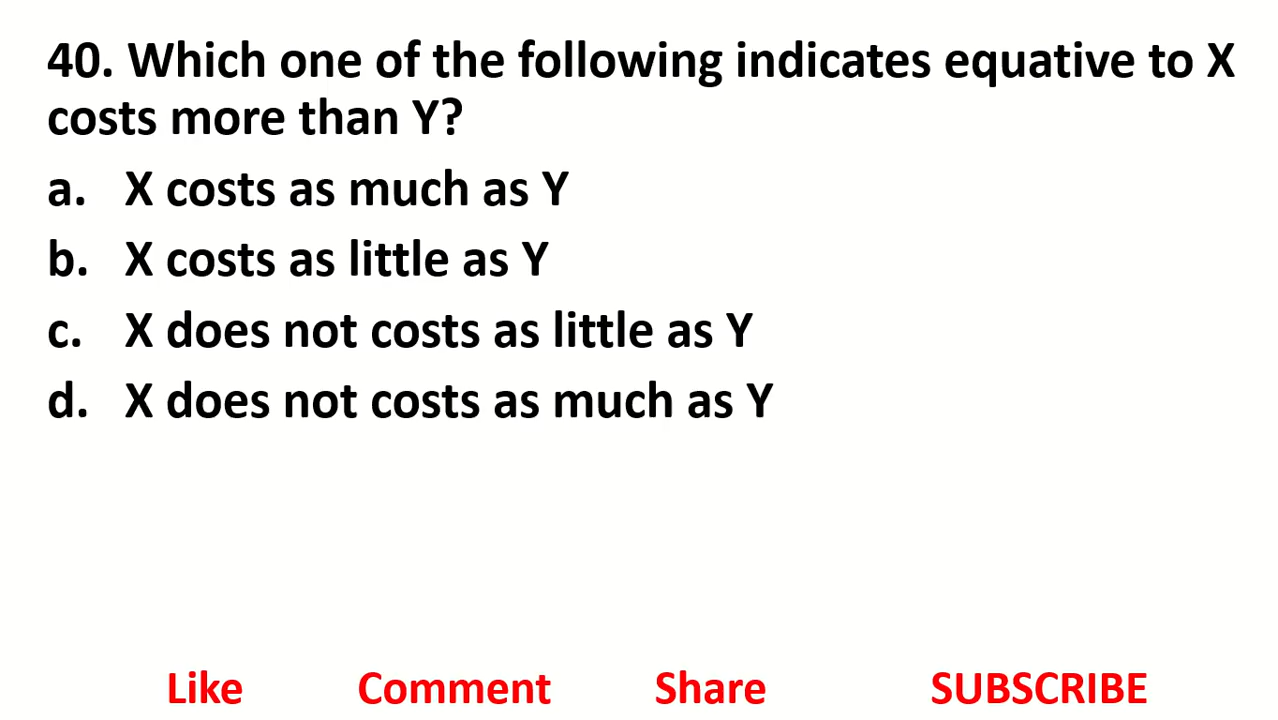 40. Which one of the following indicates equative to X
costs more than Y?
a. X costs as much as Y
b. X costs as little as Y
c. X does not costs as little as Y
d. X does not costs as much as Y
Like Comment Share SUBSCRIBE